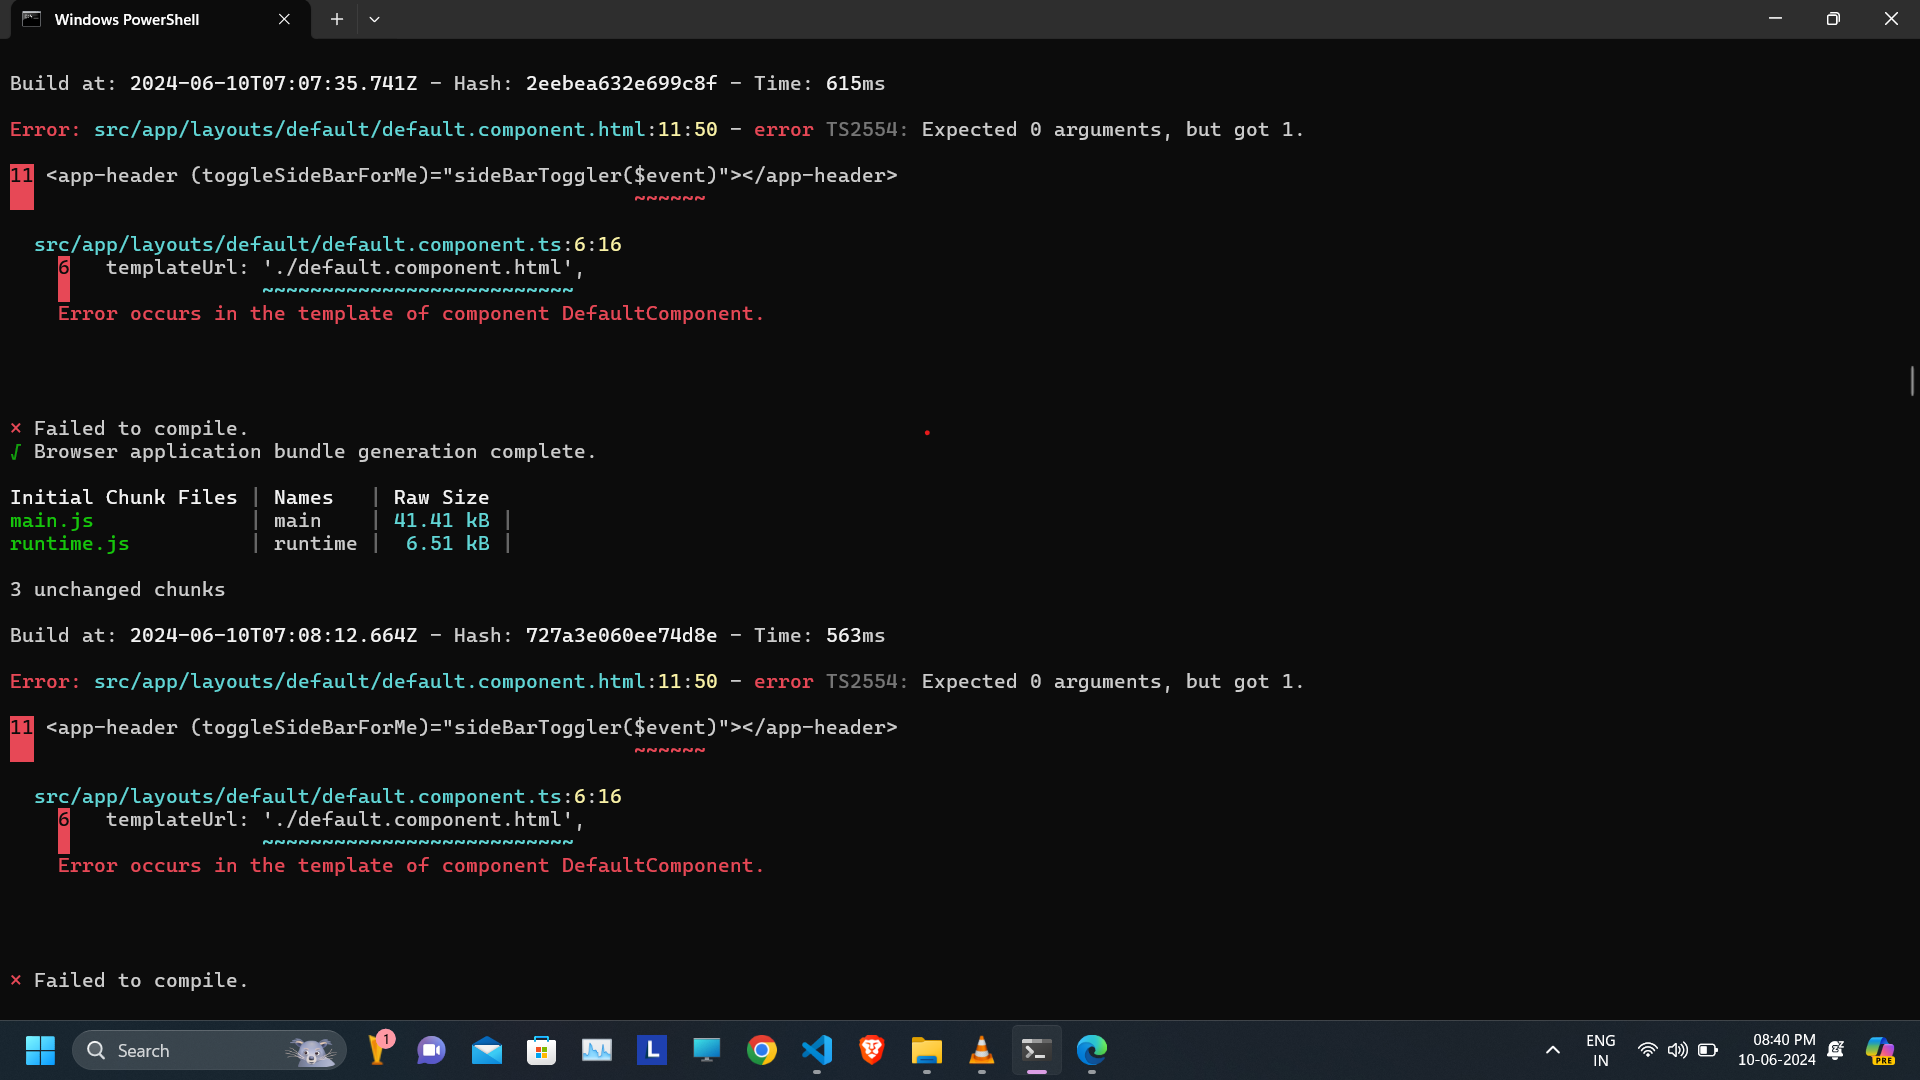 Windows PowerShell
Build at: 2024-06-10T07:07:35.741Z - Hash: 2eebea632e699c8f - Time: 615ms
Error: src/app/layouts/default/default.component.html:11:50 - error TS2554: Expected 0 arguments, but got 1.
11 <app-header (toggleSideBarForMe)="sideBarToggler($event)"></app-header>
~~~~~~
src/app/layouts/default/default.component.ts:6:16
6 templateUrl: './default.component.html',
~~~~~~~~~~~~~~~~~~~~~~~~~~
Error occurs in the template of component DefaultComponent.
× Failed to compile.
√ Browser application bundle generation complete.
Initial Chunk Files | Names | Raw Size
main.js | main | 41.41 kB |
runtime.js | runtime | 6.51 kB |
3 unchanged chunks
Build at: 2024-06-10T07:08:12.664Z - Hash: 727a3e060ee74d8e - Time: 563ms
Error: src/app/layouts/default/default.component.html:11:50 - error TS2554: Expected 0 arguments, but got 1.
11 <app-header (toggleSideBarForMe)="sideBarToggler($event)"></app-header>
~~~~~~
src/app/layouts/default/default.component.ts:6:16
6 templateUrl: './default.component.html',
~~~~~~~~~~~~~~~~~~~~~~~~~~
Error occurs in the template of component DefaultComponent.
× Failed to compile.
Search
1
L
ENG
IN
08:40 PM
10-06-2024
PRE